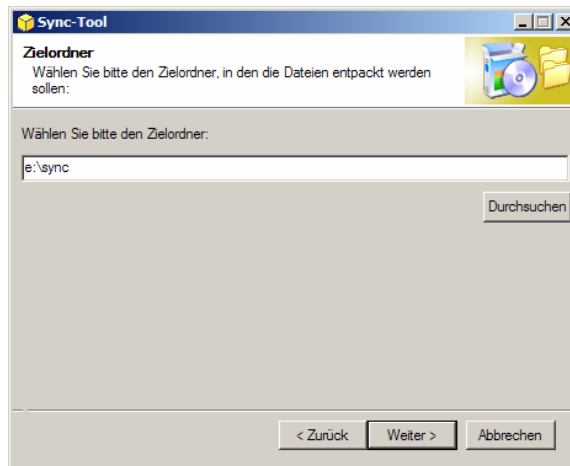 Sync-Tool
Zielordner
Wählen Sie bitte den Zielordner, in den die Dateien entpackt werden
sollen:
Wählen Sie bitte den Zielordner:
e:\sync
Durchsuchen
< Zurück
Weiter >
Abbrechen